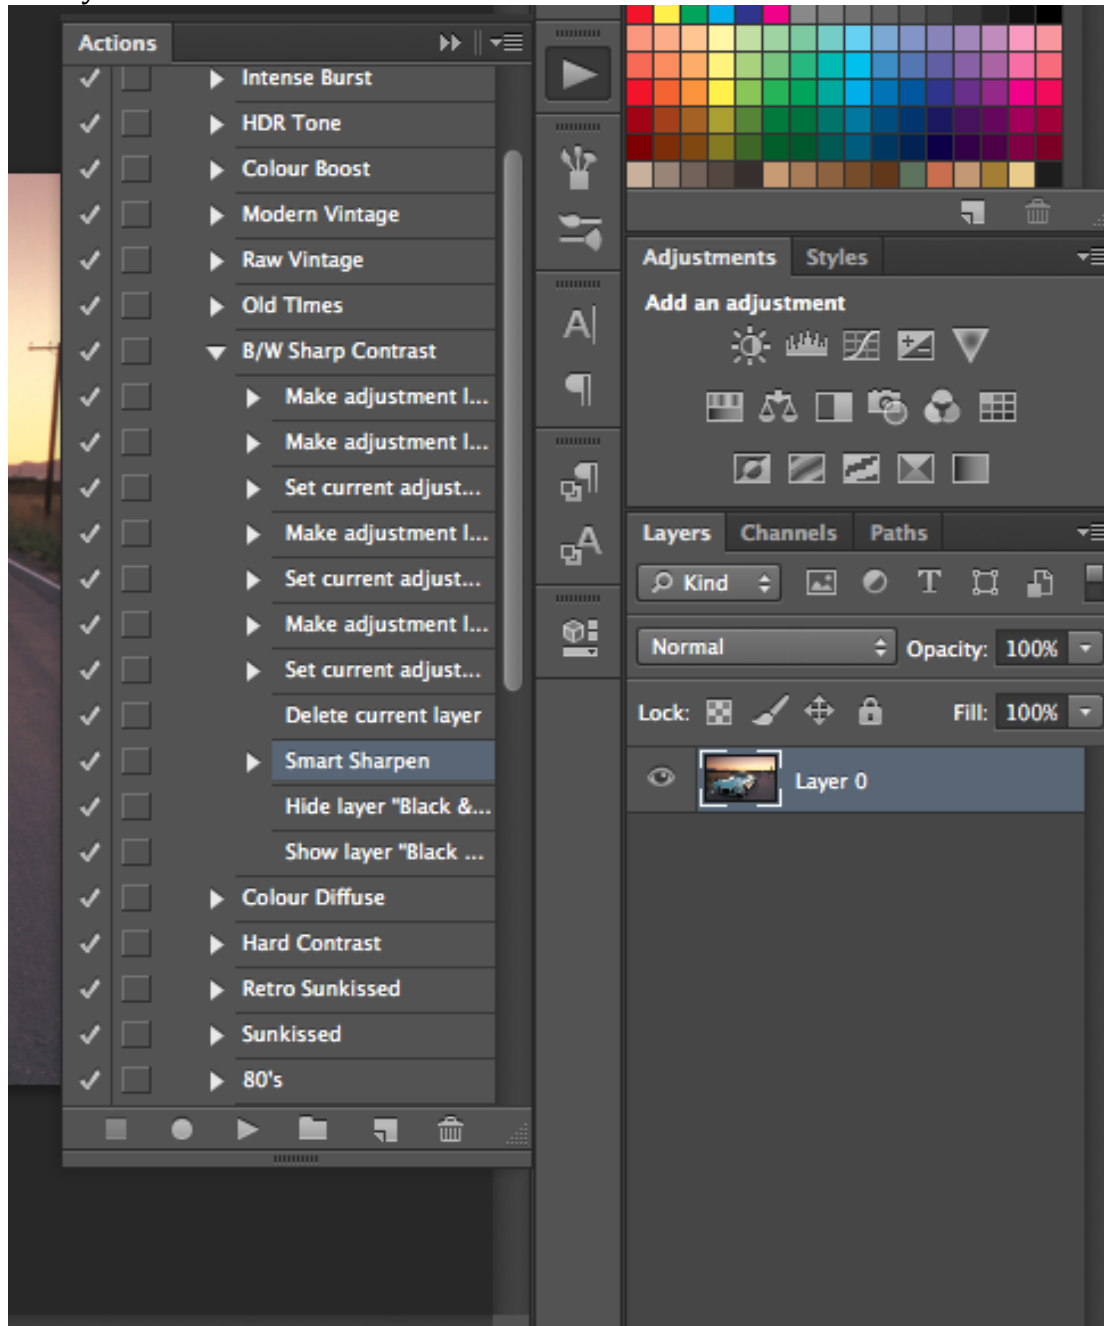 Actions
Intense Burst
HDR Tone
Colour Boost
Modern Vintage
Raw Vintage
Old TImes
B/W Sharp Contrast
Make adjustment l...
Make adjustment l...
Set current adjust...
Make adjustment l...
Set current adjust...
Make adjustment l...
Set current adjust...
Delete current layer
Smart Sharpen
Hide layer "Black &...
Show layer "Black ...
Colour Diffuse
Hard Contrast
Retro Sunkissed
Sunkissed
80's
Adjustments Styles
Add an adjustment
Layers Channels Paths
Kind
Normal Opacity: 100%
Lock: Fill: 100%
Layer 0